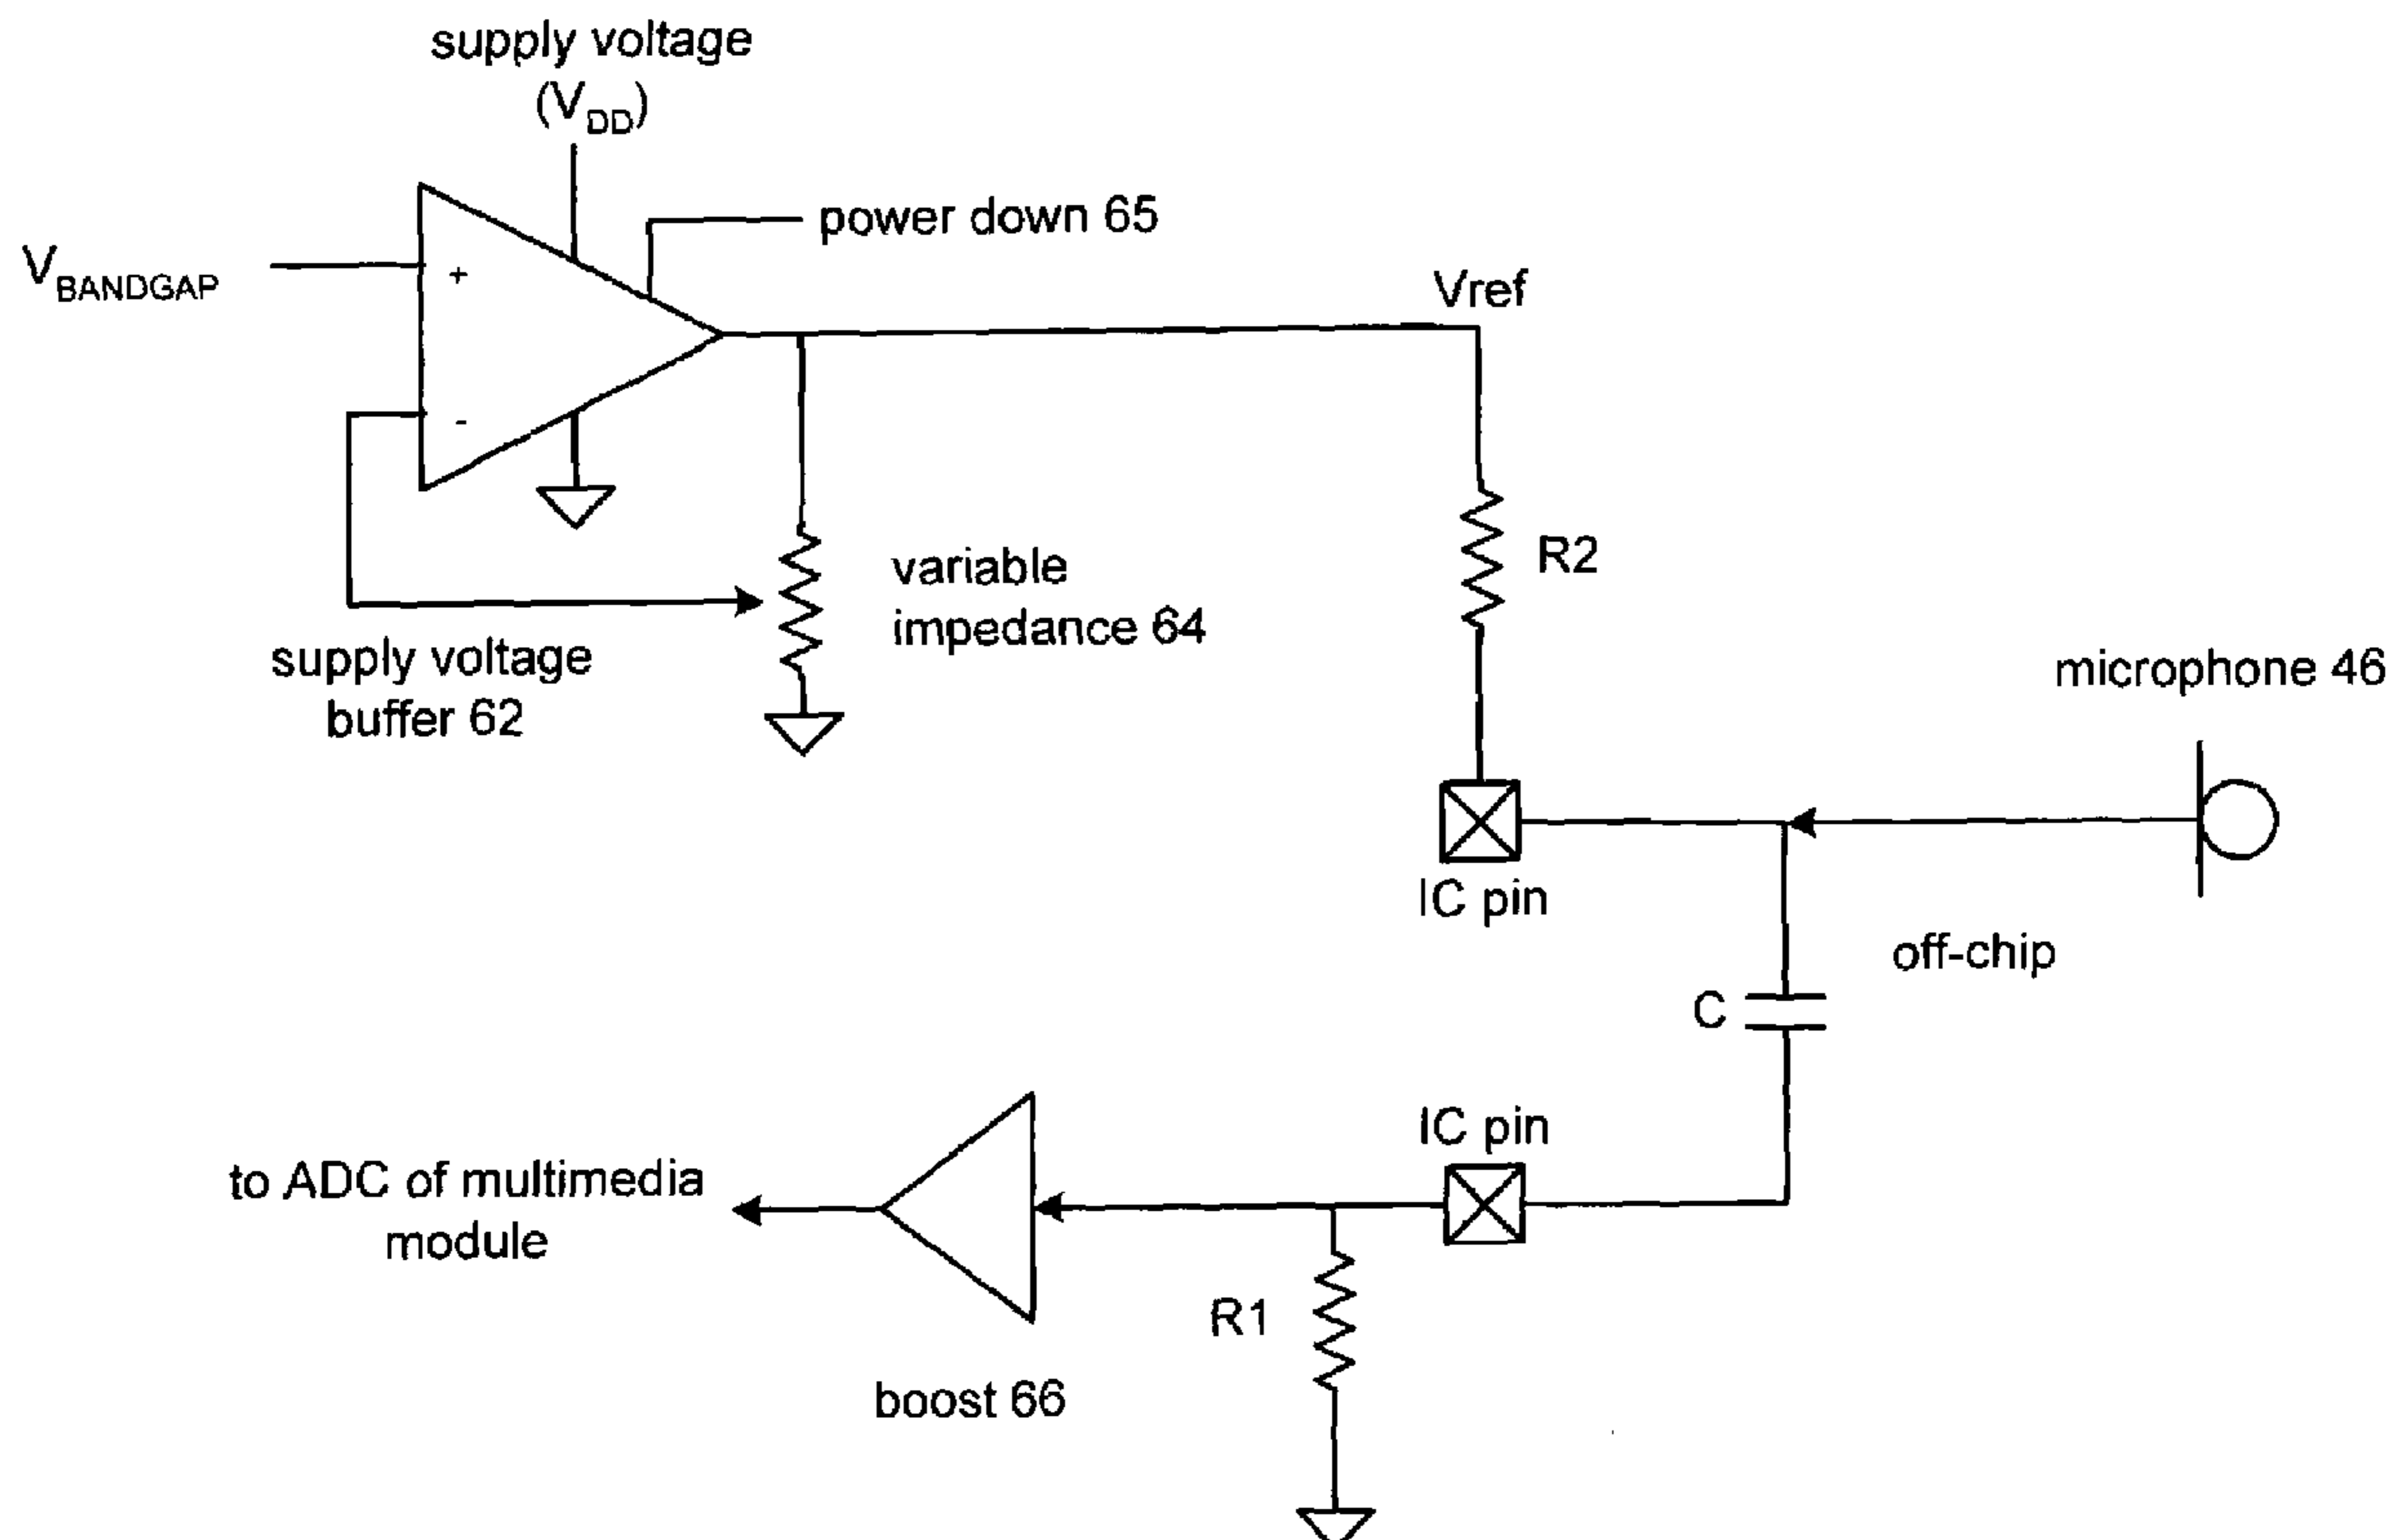 supply voltage
(VDD)
power down 65
VBANDGAP
+
Vref
-
R2
variable
impedance 64
supply voltage
buffer 62
microphone 46
IC pin
off-chip
C
IC pin
to ADC of multimedia
module
R1
boost 66